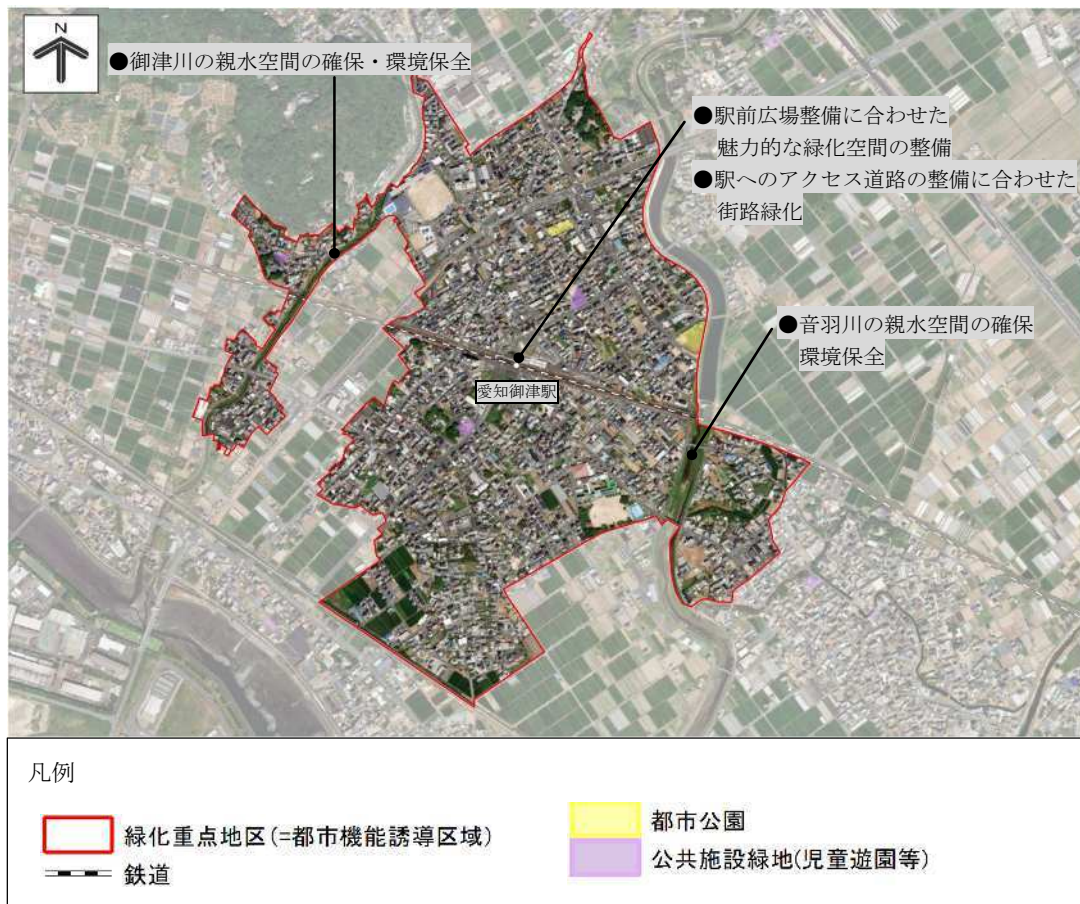 N
●御津川の親水空間の確保・環境保全
●駅前広場整備に合わせた
魅力的な緑化空間の整備
●駅へのアクセス道路の整備に合わせた
街路緑化
●音羽川の親水空間の確保
環境保全
愛知御津駅
凡例
緑化重点地区(=都市機能誘導区域)
鉄道
都市公園
公共施設緑地(児童遊園等)